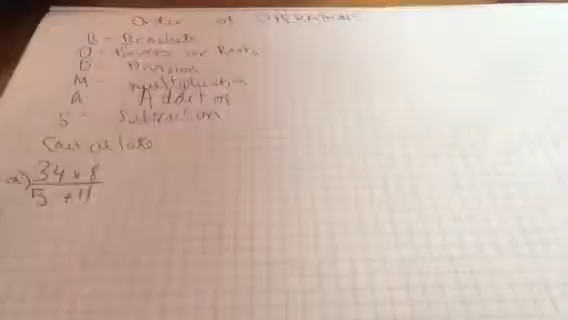 Order of OPERATIONS
B - Brackets
O - Powers or Roots
D Division
M - multiplication
A Addition
S - Subtraction
Calculate
a) 34 x 8
5 + 11